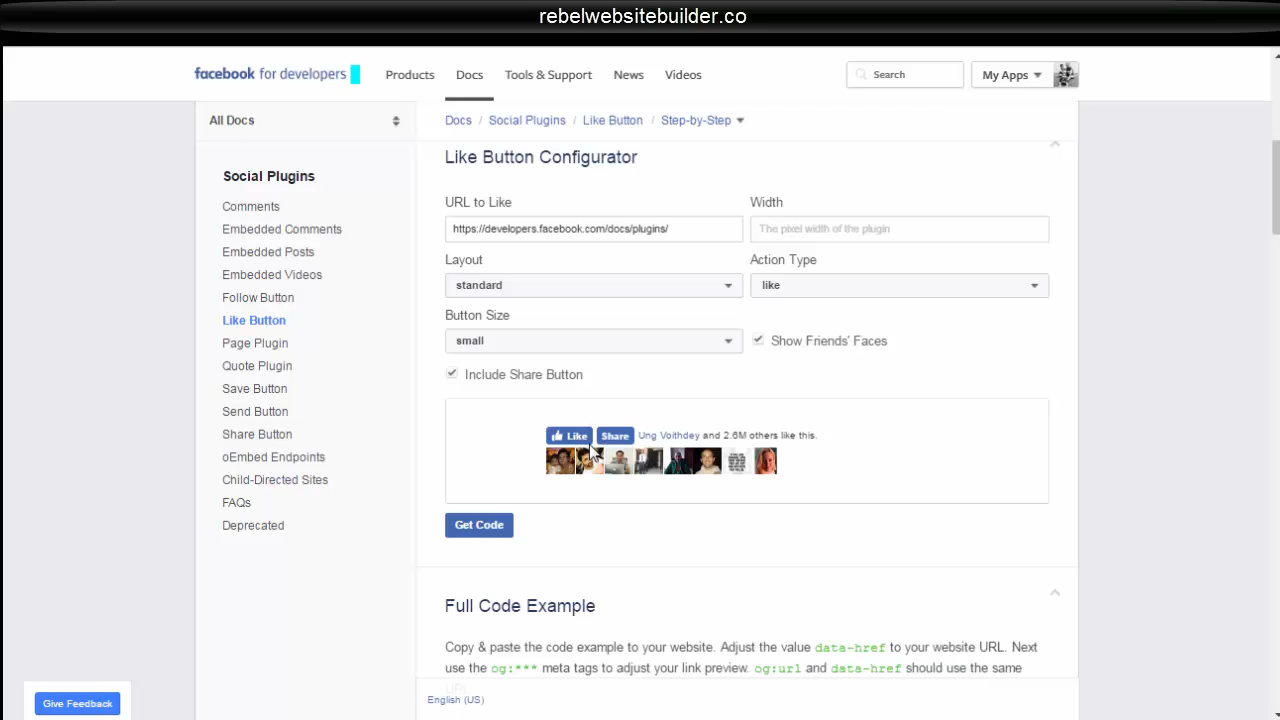 rebelwebsitebuilder.co
facebook for developers
Products
Docs
Tools & Support
News
Videos
Search
My Apps
All Docs
Docs / Social Plugins / Like Button / Step-by-Step
Social Plugins
Comments
Embedded Comments
Embedded Posts
Embedded Videos
Follow Button
Like Button
Page Plugin
Quote Plugin
Save Button
Send Button
Share Button
oEmbed Endpoints
Child-Directed Sites
FAQs
Deprecated
Like Button Configurator
URL to Like
Width
https://developers.facebook.com/docs/plugins/
The pixel width of the plugin
Layout
Action Type
standard
like
Button Size
small
Show Friends' Faces
Include Share Button
Like
Share
Ung Voithdey and 2.6M others like this.
Get Code
Full Code Example
Copy & paste the code example to your website. Adjust the value data-href to your website URL. Next
use the og:*** meta tags to adjust your link preview. og:url and data-href should use the same
English (US)
Give Feedback